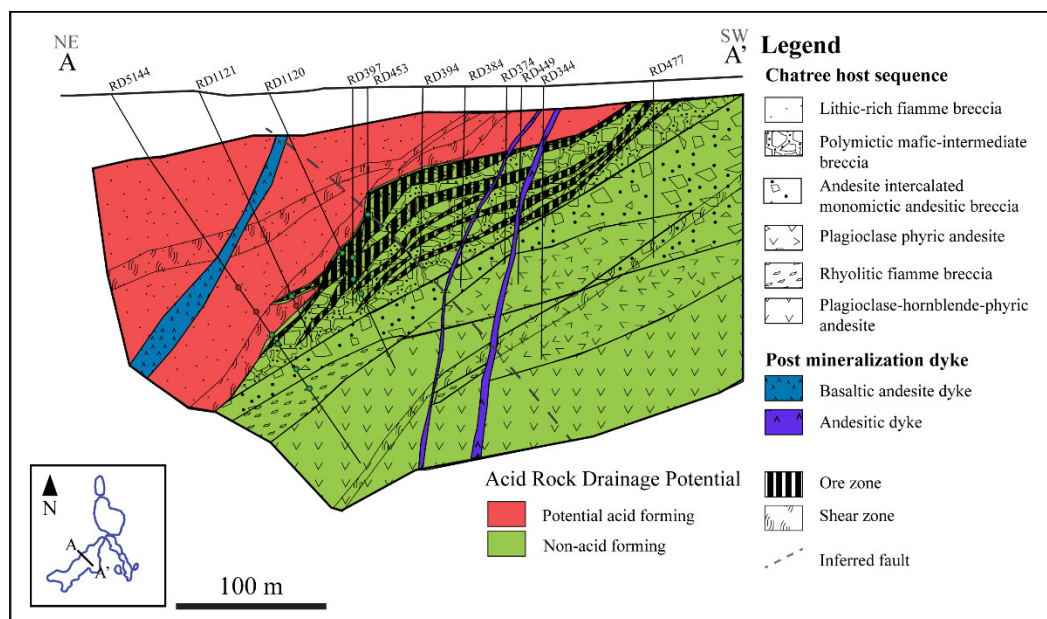 NE
A
SW
A'
RD5144
RD1121
RD1120
RD397
RD453
RD394
RD384
RD374
RD449
RD344
RD477
Legend
Chatree host sequence
Lithic-rich fiamme breccia
Polymictic mafic-intermediate
breccia
Andesite intercalated
monomictic andesitic breccia
Plagioclase phyric andesite
Rhyolitic fiamme breccia
Plagioclase-hornblende-phyric
andesite
Post mineralization dyke
Basaltic andesite dyke
Andesitic dyke
Ore zone
Shear zone
Inferred fault
Acid Rock Drainage Potential
Potential acid forming
Non-acid forming
N
A
A'
100 m